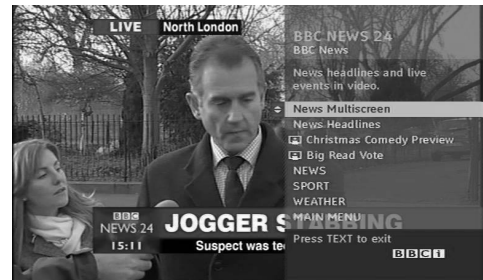 LIVE North London
BBC NEWS 24
BBC News
News headlines and live
events in video.
News Multiscreen
News Headlines
Christmas Comedy Preview
Big Read Vote
NEWS
SPORT
WEATHER
MAIN MENU
Press TEXT to exit
BBC 1
BBC
NEWS 24
15:11
JOGGER STABBING
Suspect was